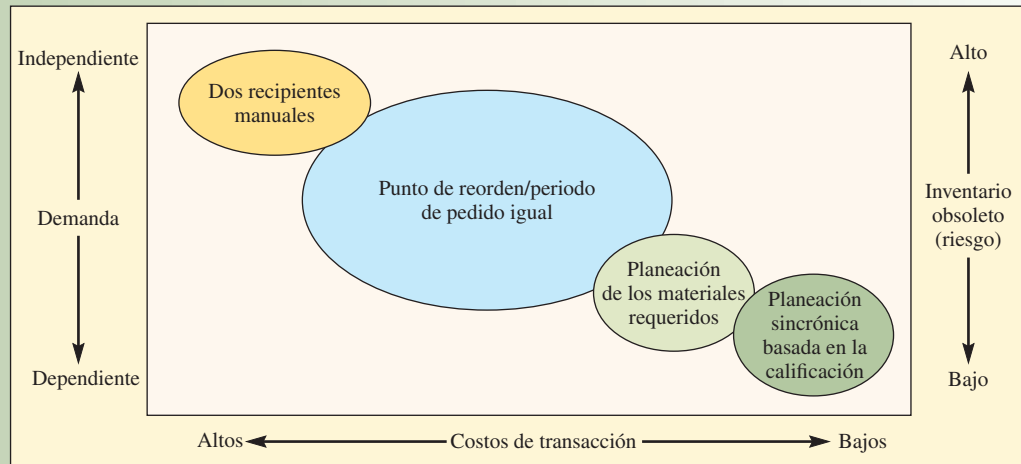 Independiente
Demanda
Dependiente
Dos recipientes
manuales
Punto de reorden/periodo
de pedido igual
Planeación
de los materiales
requeridos
Planeación
sincrónica
basada en la
calificación
Alto
Inventario
obsoleto
(riesgo)
Bajo
Altos
Costos de transacción
Bajos